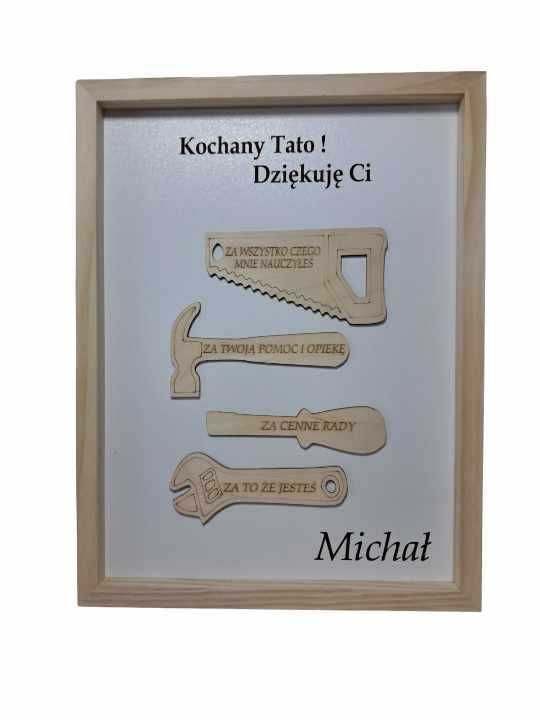 Kochany Tato !
Dziękuję Ci
ZA WSZYSTKO CZEGO
MNIE NAUCZYŁEŚ
ZA TWOJĄ POMOC I OPIEKĘ
ZA CENNE RADY
ZA TO ŻE JESTEŚ
Michał